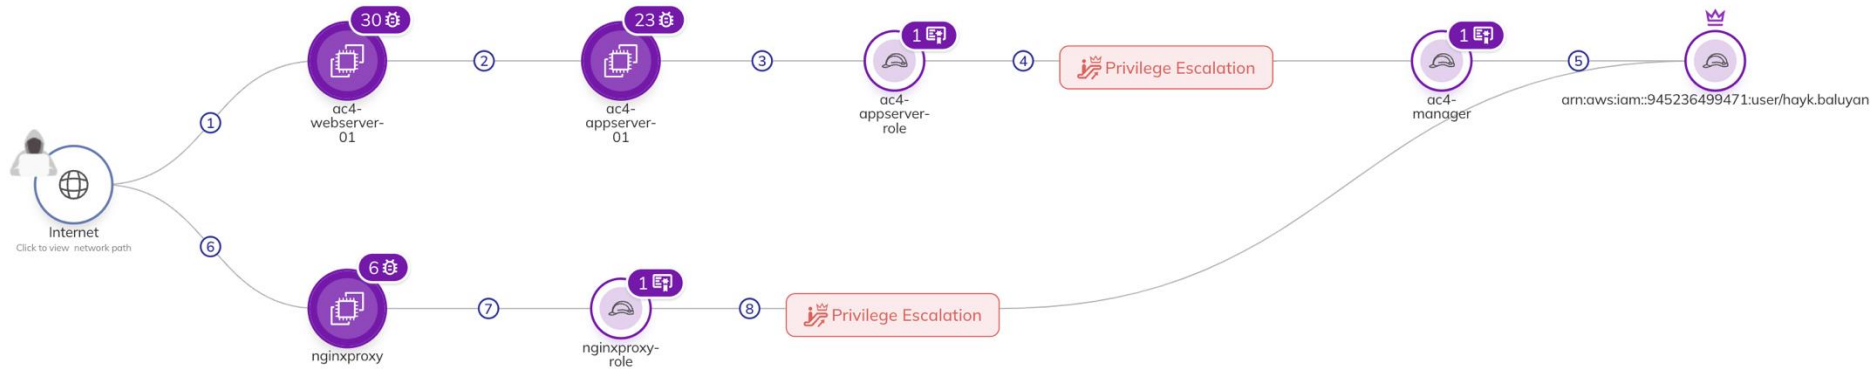 30
23
1
1
2
3
4
Privilege Escalation
5
ac4-
webserver-
01
ac4-
appserver-
01
ac4-
appserver-
role
ac4-
manager
arn:aws:iam::945236499471:user/hayk.baluyan
1
Internet
Click to view network path
6
6
1
7
8
Privilege Escalation
nginxproxy
nginxproxy-
role